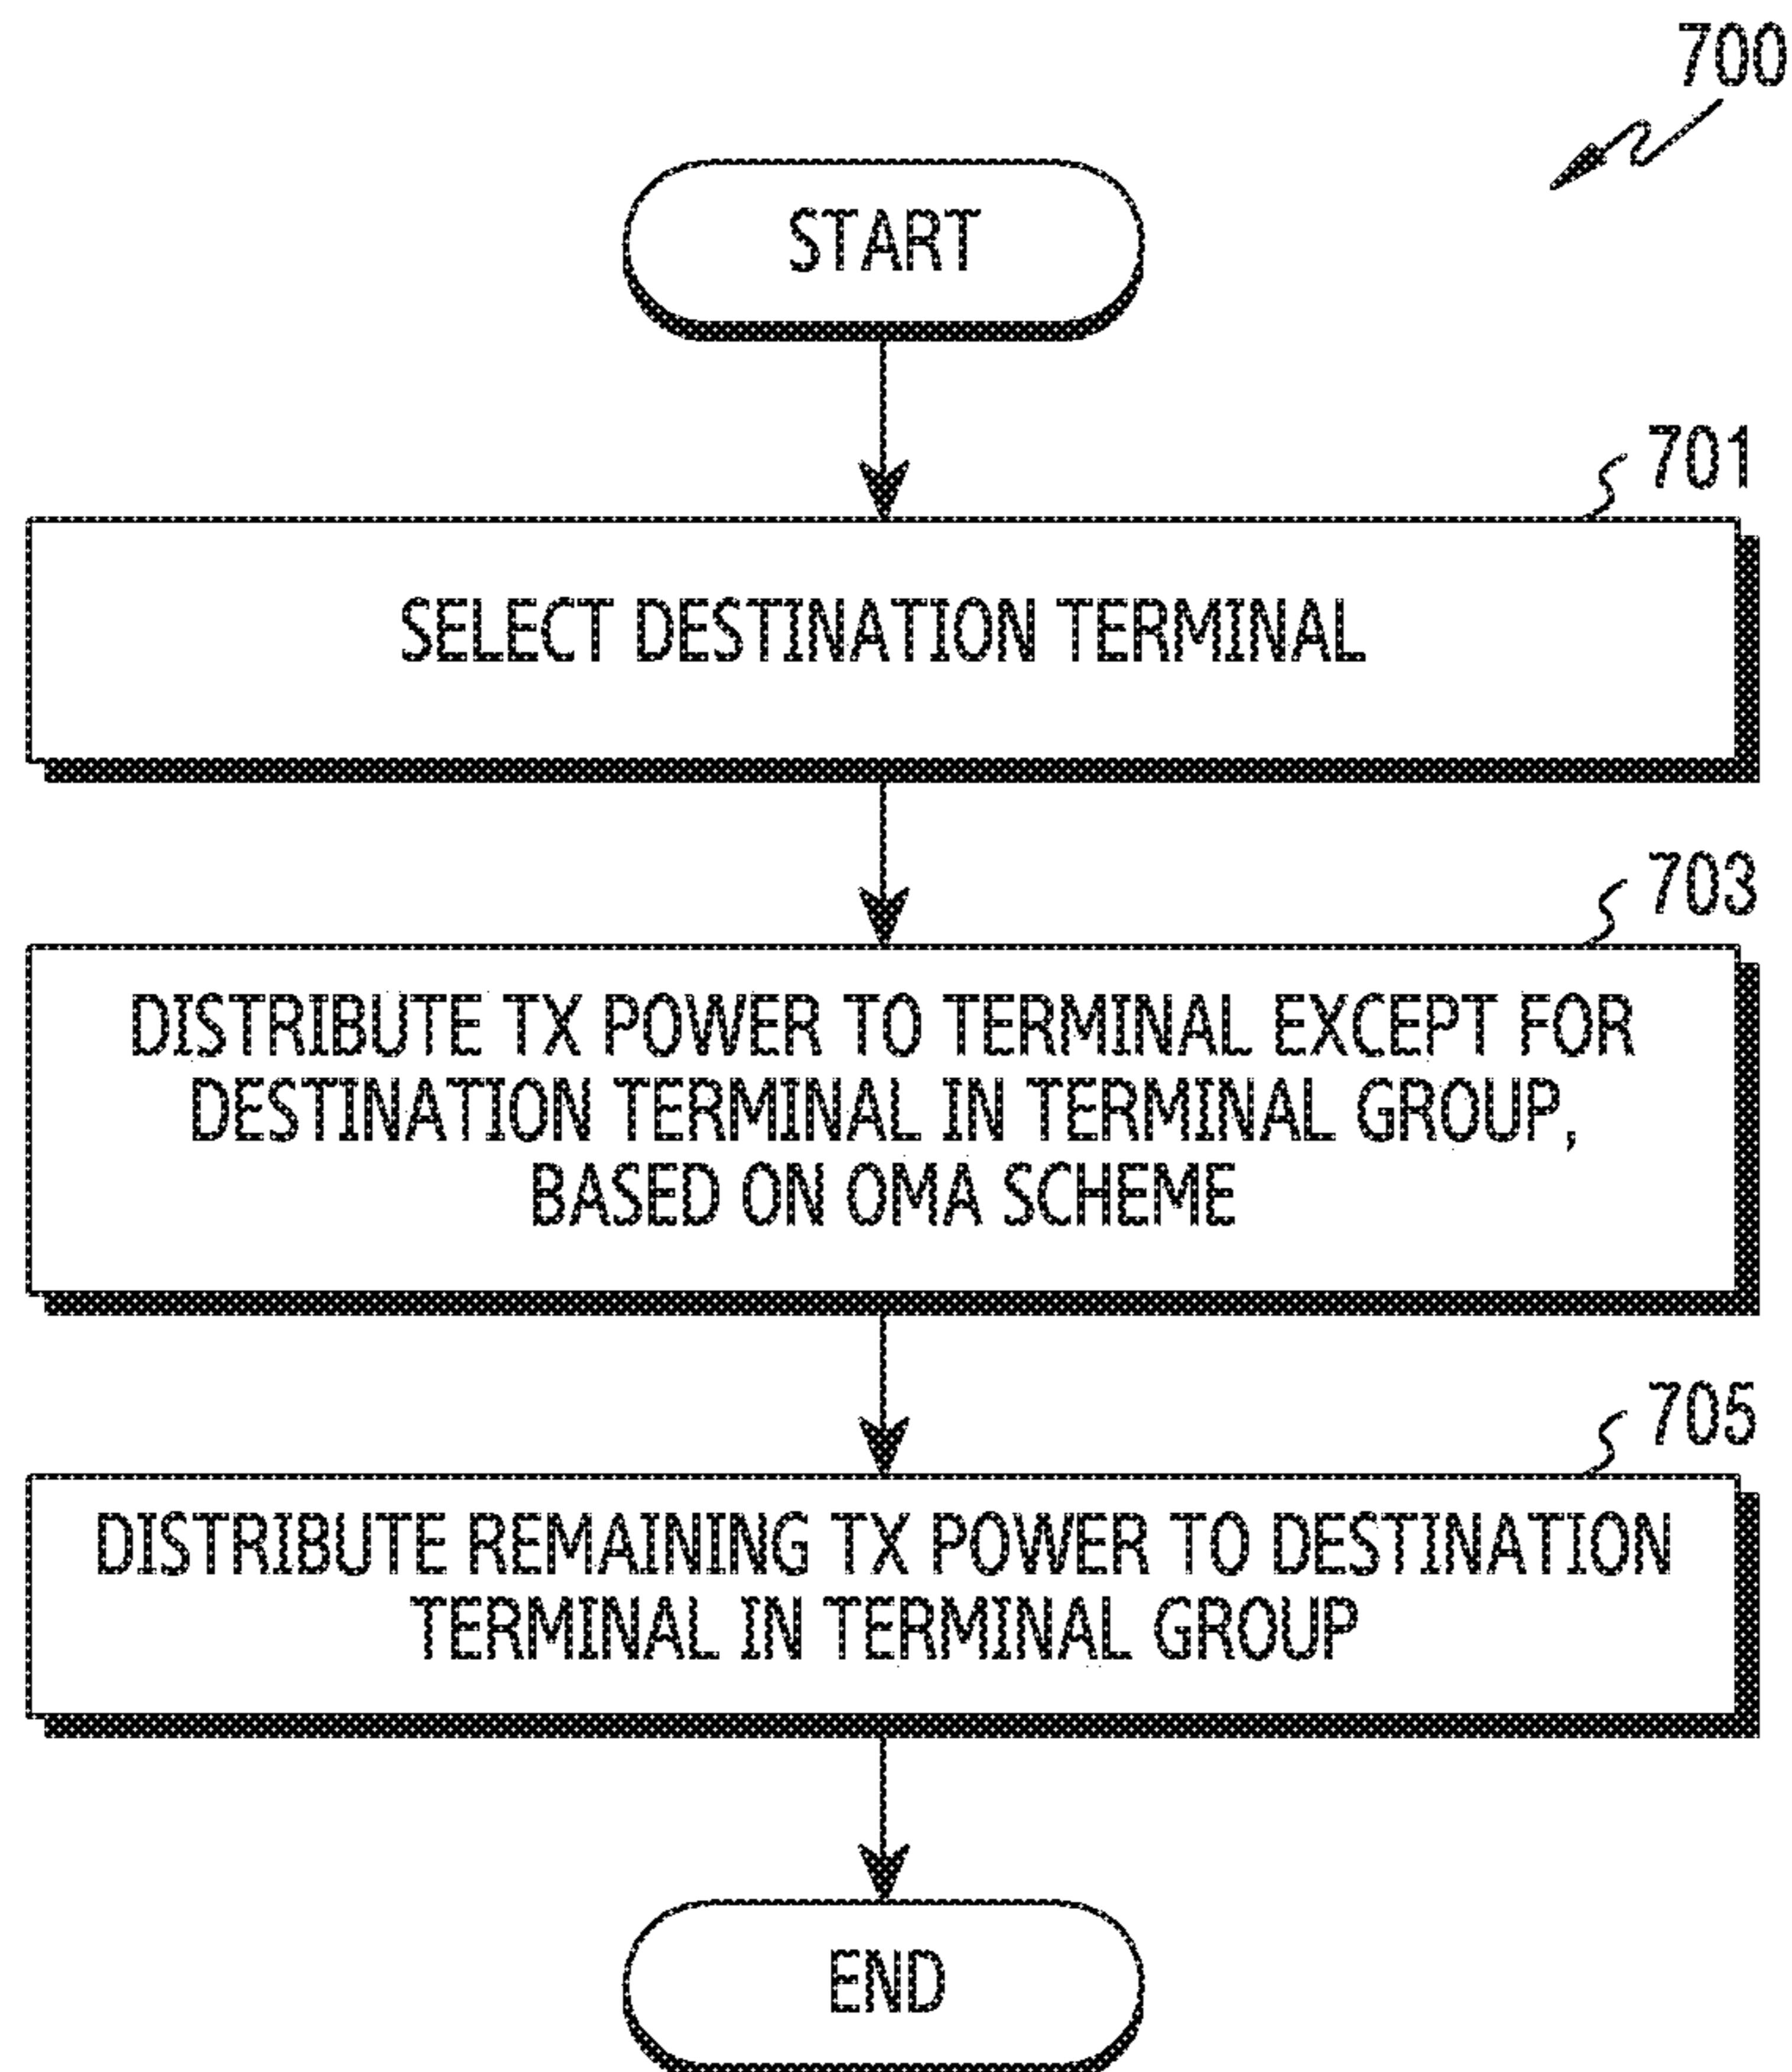 700
START
701
SELECT DESTINATION TERMINAL
703
DISTRIBUTE TX POWER TO TERMINAL EXCEPT FOR
DESTINATION TERMINAL IN TERMINAL GROUP,
BASED ON OMA SCHEME
705
DISTRIBUTE REMAINING TX POWER TO DESTINATION
TERMINAL IN TERMINAL GROUP
END